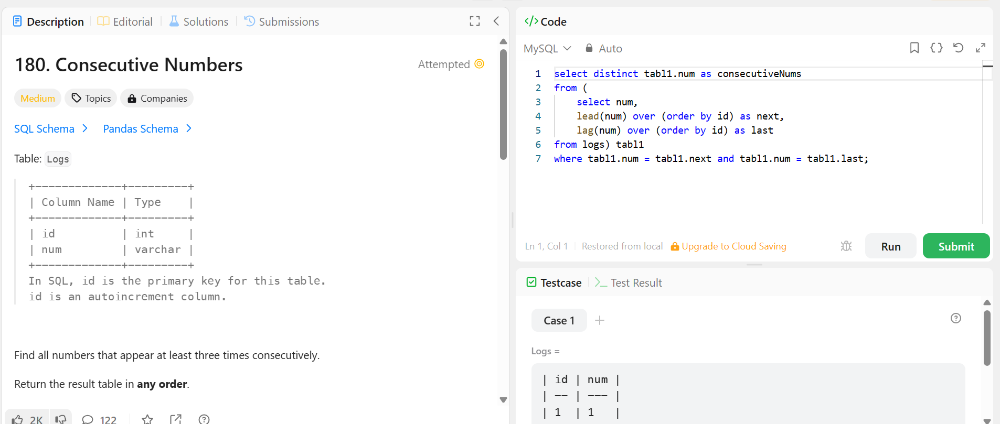 Description
Editorial
Solutions
Submissions
180. Consecutive Numbers
Attempted
Medium
Topics
Companies
SQL Schema
Pandas Schema
Table: Logs
+-------------+---------+
| Column Name | Type    |
+-------------+---------+
| id          | int     |
| num         | varchar |
+-------------+---------+
In SQL, id is the primary key for this table.
id is an autoincrement column.
Find all numbers that appear at least three times consecutively.
Return the result table in any order.
2K
122
</> Code
MySQL
Auto
1 select distinct tabl1.num as consecutiveNums
2 from (
3     select num,
4     lead(num) over (order by id) as next,
5     lag(num) over (order by id) as last
6 from logs) tabl1
7 where tabl1.num = tabl1.next and tabl1.num = tabl1.last;
Ln 1, Col 1
Restored from local
Upgrade to Cloud Saving
Run
Submit
Testcase
>_ Test Result
Case 1
+
Logs =
| id | num |
| -- | --- |
| 1  | 1   |